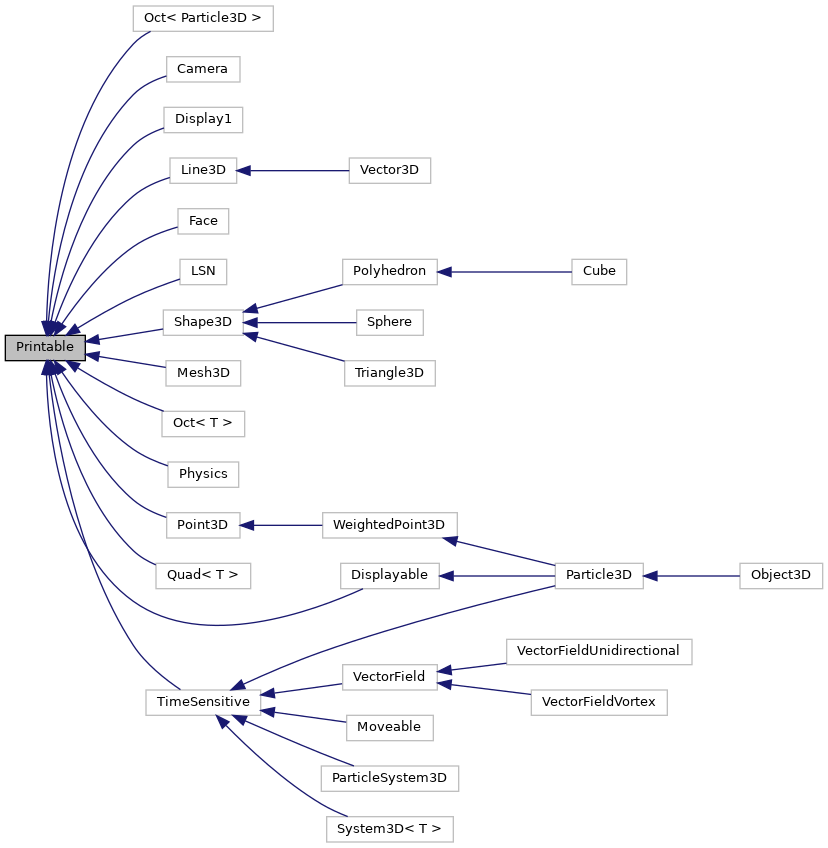 Oct< Particle3D >
Camera
Display1
Line3D
Vector3D
Face
LSN
Polyhedron
Cube
Shape3D
Sphere
Printable
Mesh3D
Triangle3D
Oct< T >
Physics
Point3D
WeightedPoint3D
Quad< T >
Displayable
Particle3D
Object3D
VectorFieldUnidirectional
VectorField
TimeSensitive
VectorFieldVortex
Moveable
ParticleSystem3D
System3D< T >